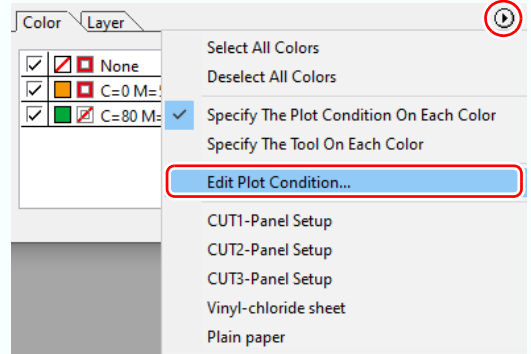 Color Layer
None
C=0 M=
C=80 M=
Select All Colors
Deselect All Colors
Specify The Plot Condition On Each Color
Specify The Tool On Each Color
Edit Plot Condition...
CUT1-Panel Setup
CUT2-Panel Setup
CUT3-Panel Setup
Vinyl-chloride sheet
Plain paper